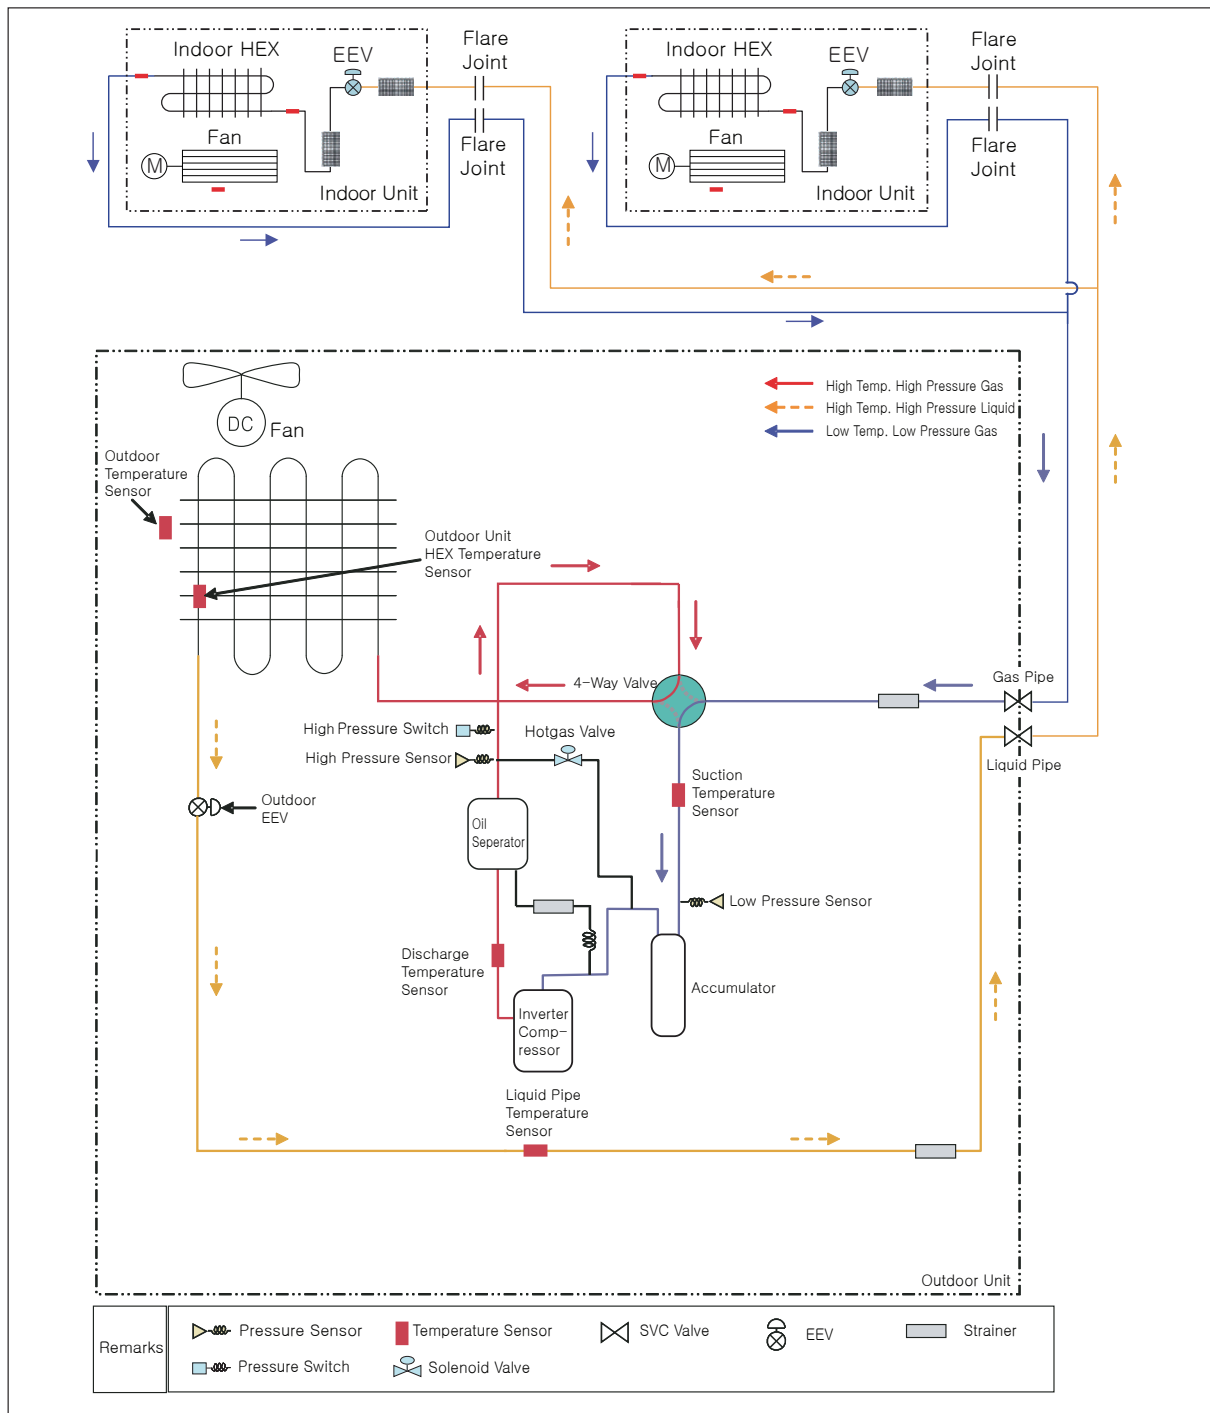 Indoor HEX
EEV
Flare
Joint
Fan
M
Flare
Joint
Indoor Unit
Indoor HEX
EEV
Flare
Joint
Fan
M
Flare
Joint
Indoor Unit
High Temp. High Pressure Gas
High Temp. High Pressure Liquid
Low Temp. Low Pressure Gas
DC
Fan
Outdoor
Temperature
Sensor
Outdoor Unit
HEX Temperature
Sensor
4-Way Valve
Gas Pipe
High Pressure Switch
Hotgas Valve
High Pressure Sensor
Liquid Pipe
Suction
Temperature
Sensor
Outdoor
EEV
Oil
Seperator
Low Pressure Sensor
Discharge
Temperature
Sensor
Accumulator
Inverter
Comp-
ressor
Liquid Pipe
Temperature
Sensor
Outdoor Unit
Remarks
Pressure Sensor
Temperature Sensor
SVC Valve
EEV
Strainer
Pressure Switch
Solenoid Valve